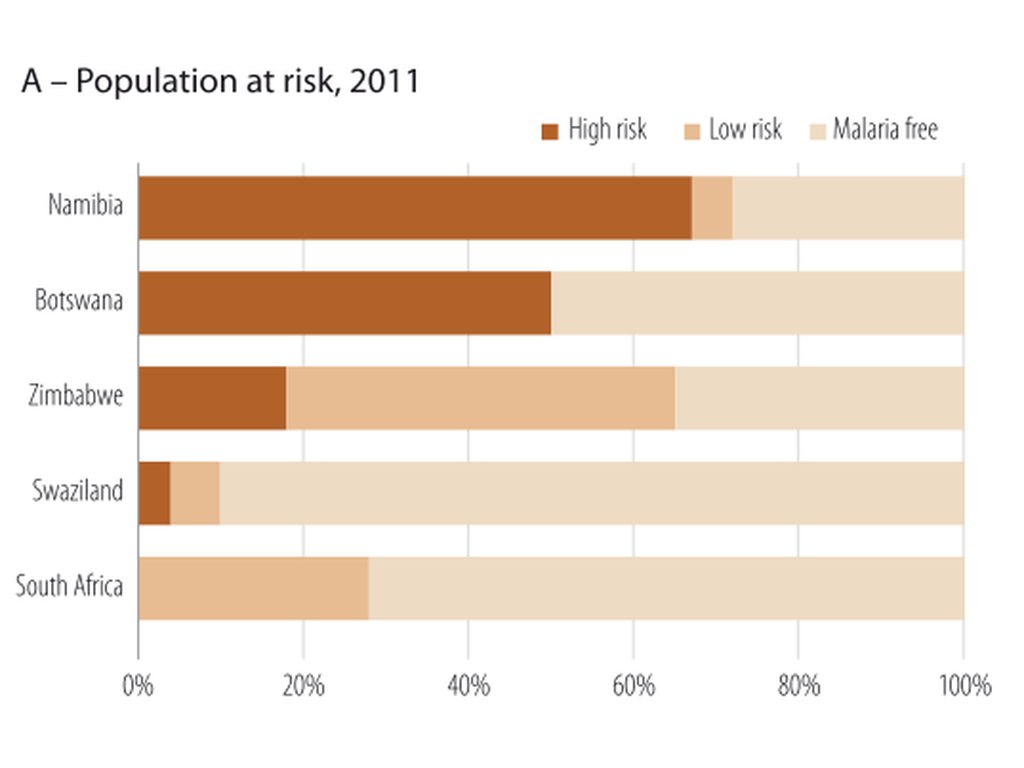 A – Population at risk, 2011
High risk Low risk Malaria free
Namibia
Botswana
Zimbabwe
Swaziland
South Africa
0% 20% 40% 60% 80% 100%